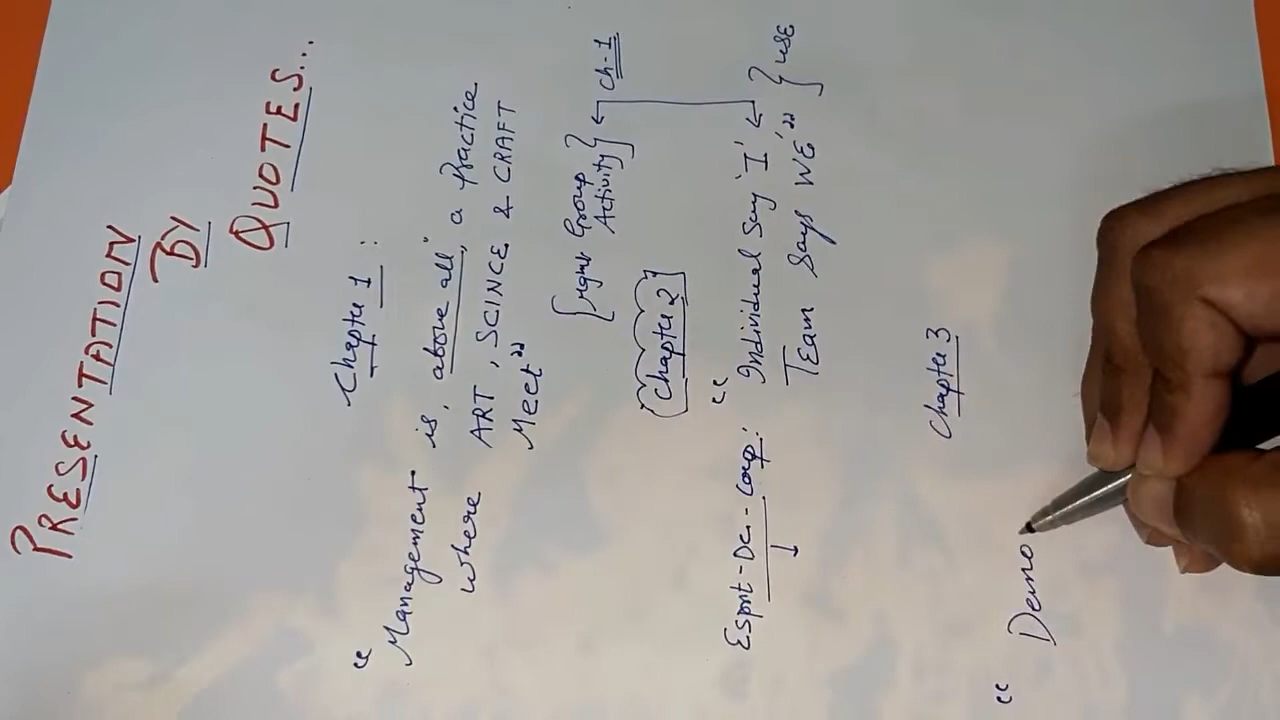 PRESENTATION
BY
QUOTES...
Chapter 1 :
“ Management is, above all, a Practice
where ART, SCINCE & CRAFT
Meet”
{Mgmt Group
Activity} Ch-1
(Chapter 2)
Esprit-De-Corp: “ Individual Say 'I'
Team Says WE'” } USE
Chapter 3
“ Demo